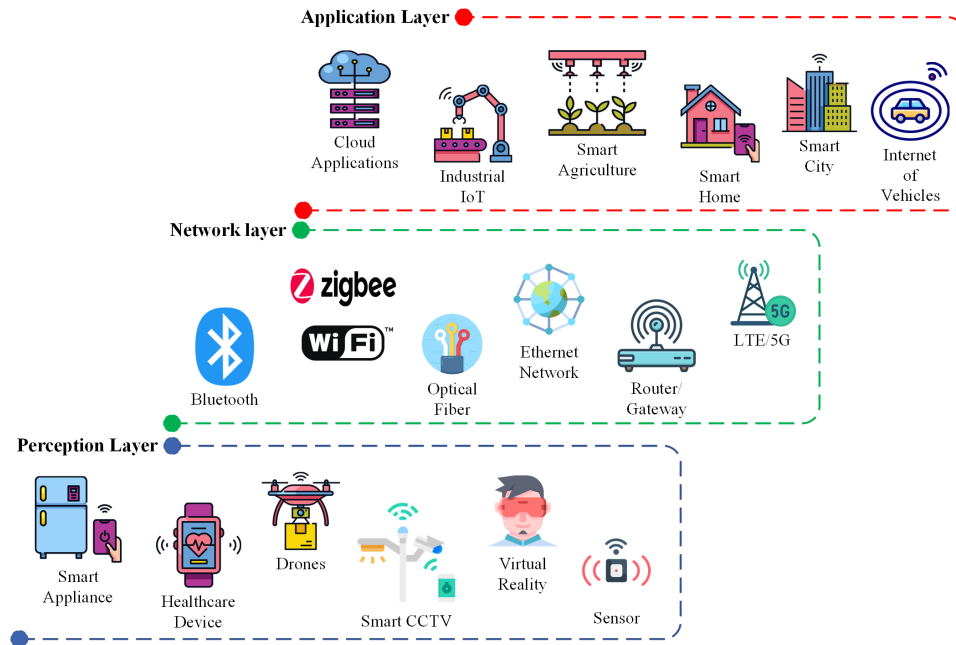 Application Layer
Cloud
Applications
Industrial
IoT
Smart
Agriculture
Smart
Home
Smart
City
Internet
of
Vehicles
Network layer
Bluetooth
zigbee
WiFi™
Optical
Fiber
Ethernet
Network
Router/
Gateway
5G
LTE/5G
Perception Layer
Smart
Appliance
Healthcare
Device
Drones
Smart CCTV
Virtual
Reality
Sensor